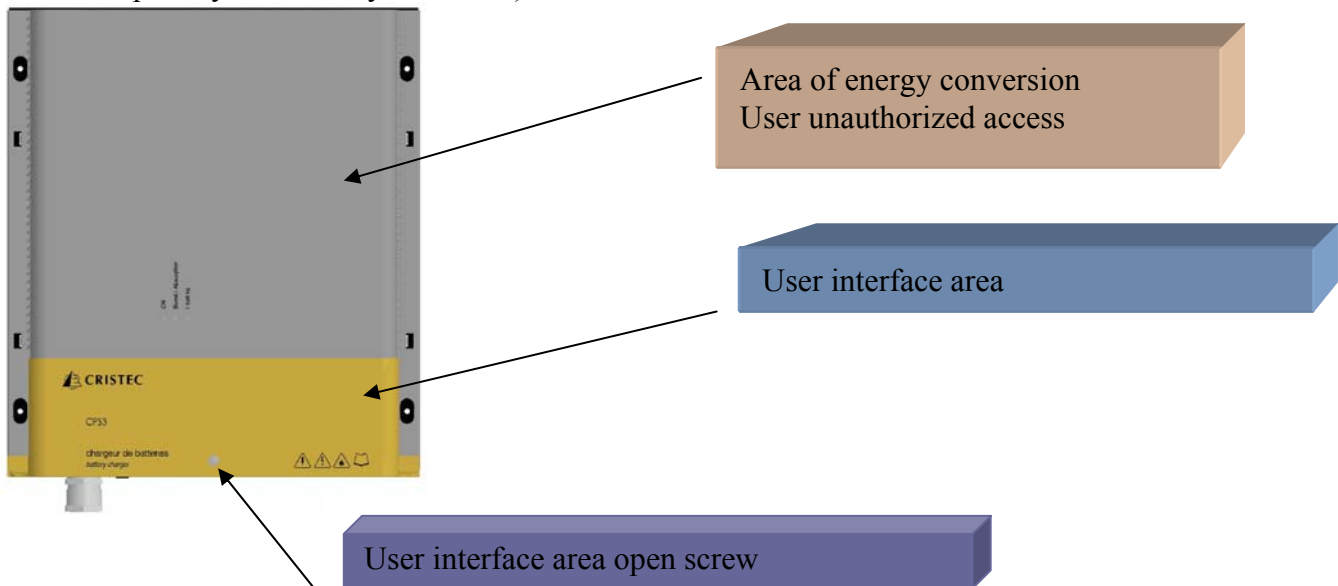 Area of energy conversion
User unauthorized access
User interface area
CRISTEC
CPS3
chargeur de batteries
battery charger
User interface area open screw